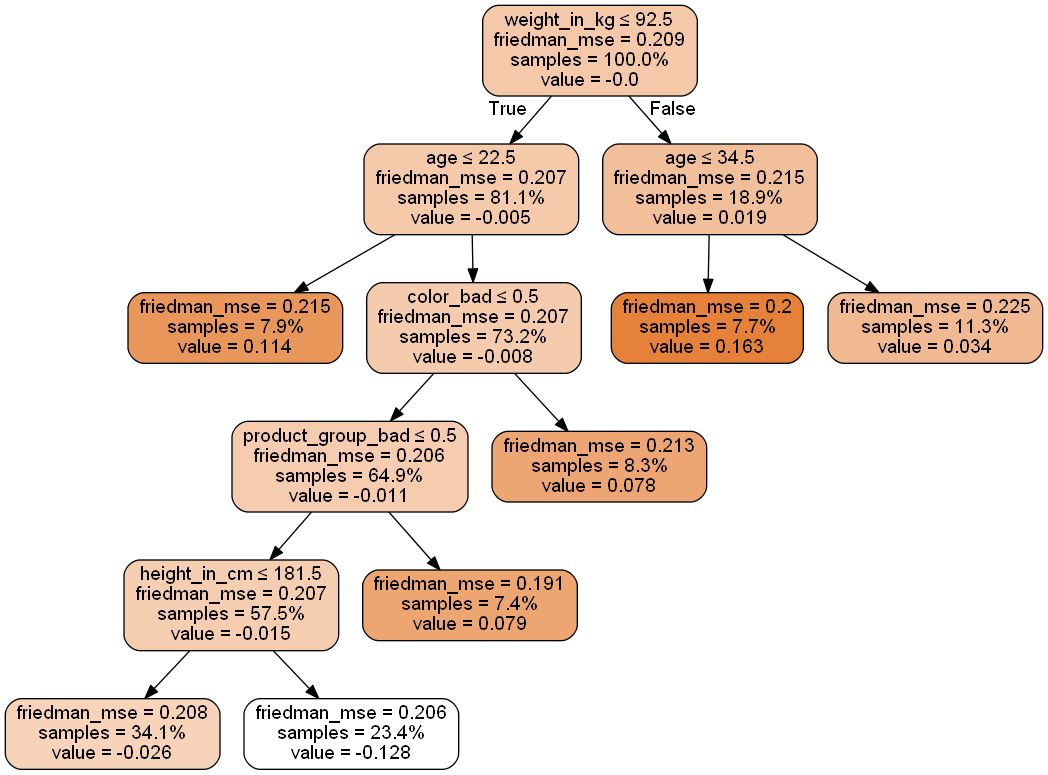 weight_in_kg ≤ 92.5
friedman_mse = 0.209
samples = 100.0%
value = -0.0
True
False
age ≤ 22.5
friedman_mse = 0.207
samples = 81.1%
value = -0.005
age ≤ 34.5
friedman_mse = 0.215
samples = 18.9%
value = 0.019
friedman_mse = 0.215
samples = 7.9%
value = 0.114
color_bad ≤ 0.5
friedman_mse = 0.207
samples = 73.2%
value = -0.008
friedman_mse = 0.2
samples = 7.7%
value = 0.163
friedman_mse = 0.225
samples = 11.3%
value = 0.034
product_group_bad ≤ 0.5
friedman_mse = 0.206
samples = 64.9%
value = -0.011
friedman_mse = 0.213
samples = 8.3%
value = 0.078
height_in_cm ≤ 181.5
friedman_mse = 0.207
samples = 57.5%
value = -0.015
friedman_mse = 0.191
samples = 7.4%
value = 0.079
friedman_mse = 0.208
samples = 34.1%
value = -0.026
friedman_mse = 0.206
samples = 23.4%
value = -0.128